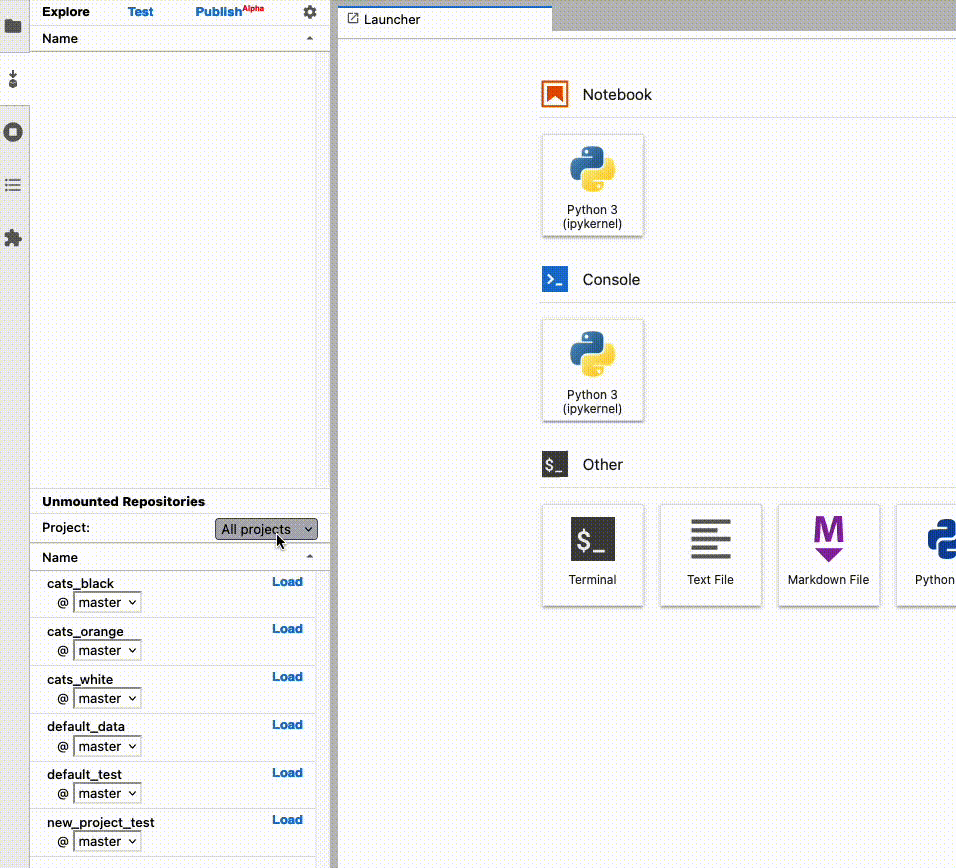 Explore Test Publish Alpha
Name
Unmounted Repositories
Project: All projects
Name
cats_black Load
@ master
cats_orange Load
@ master
cats_white Load
@ master
default_data Load
@ master
default_test Load
@ master
new_project_test Load
@ master
Launcher
Notebook
Python 3
(ipykernel)
>_ Console
Python 3
(ipykernel)
$_ Other
$_
Terminal
Text File
M
Markdown File
Python